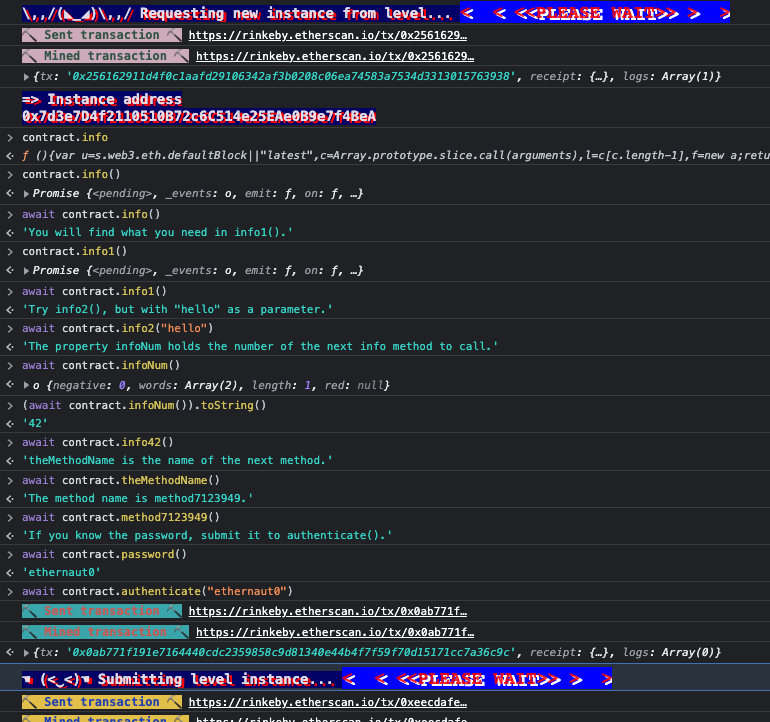 \,,/(◣_◢)\,,/ Requesting new instance from level... < < <<PLEASE WAIT>> > >
Sent transaction https://rinkeby.etherscan.io/tx/0x2561629…
Mined transaction https://rinkeby.etherscan.io/tx/0x2561629…
▸{tx: '0x256162911d4f0c1aafd29106342af3b0208c06ea74583a7534d3313015763938', receipt: {…}, logs: Array(1)}
=> Instance address
0x7d3e7D4f2110510B72c6C514e25EAe0B9e7f4BeA
> contract.info
ƒ (){var u=s.web3.eth.defaultBlock||"latest",c=Array.prototype.slice.call(arguments),l=c[c.length-1],f=new a;retu
> contract.info()
▸Promise {<pending>, _events: o, emit: ƒ, on: ƒ, …}
> await contract.info()
'You will find what you need in info1().'
> contract.info1()
▸Promise {<pending>, _events: o, emit: ƒ, on: ƒ, …}
> await contract.info1()
'Try info2(), but with "hello" as a parameter.'
> await contract.info2("hello")
'The property infoNum holds the number of the next info method to call.'
> await contract.infoNum()
▸o {negative: 0, words: Array(2), length: 1, red: null}
> (await contract.infoNum()).toString()
'42'
> await contract.info42()
'theMethodName is the name of the next method.'
> await contract.theMethodName()
'The method name is method7123949.'
> await contract.method7123949()
'If you know the password, submit it to authenticate().'
> await contract.password()
'ethernaut0'
> await contract.authenticate("ethernaut0")
Sent transaction https://rinkeby.etherscan.io/tx/0x0ab771f…
Mined transaction https://rinkeby.etherscan.io/tx/0x0ab771f…
▸{tx: '0x0ab771f191e7164440cdc2359858c9d81340e44b4f7f59f70d15171cc7a36c9c', receipt: {…}, logs: Array(0)}
☚ (<‿<)☚ Submitting level instance... < < <<PLEASE WAIT>> > >
Sent transaction https://rinkeby.etherscan.io/tx/0xeecdafe…
Mined transaction https://rinkeby.etherscan.io/tx/0xeecdafe…